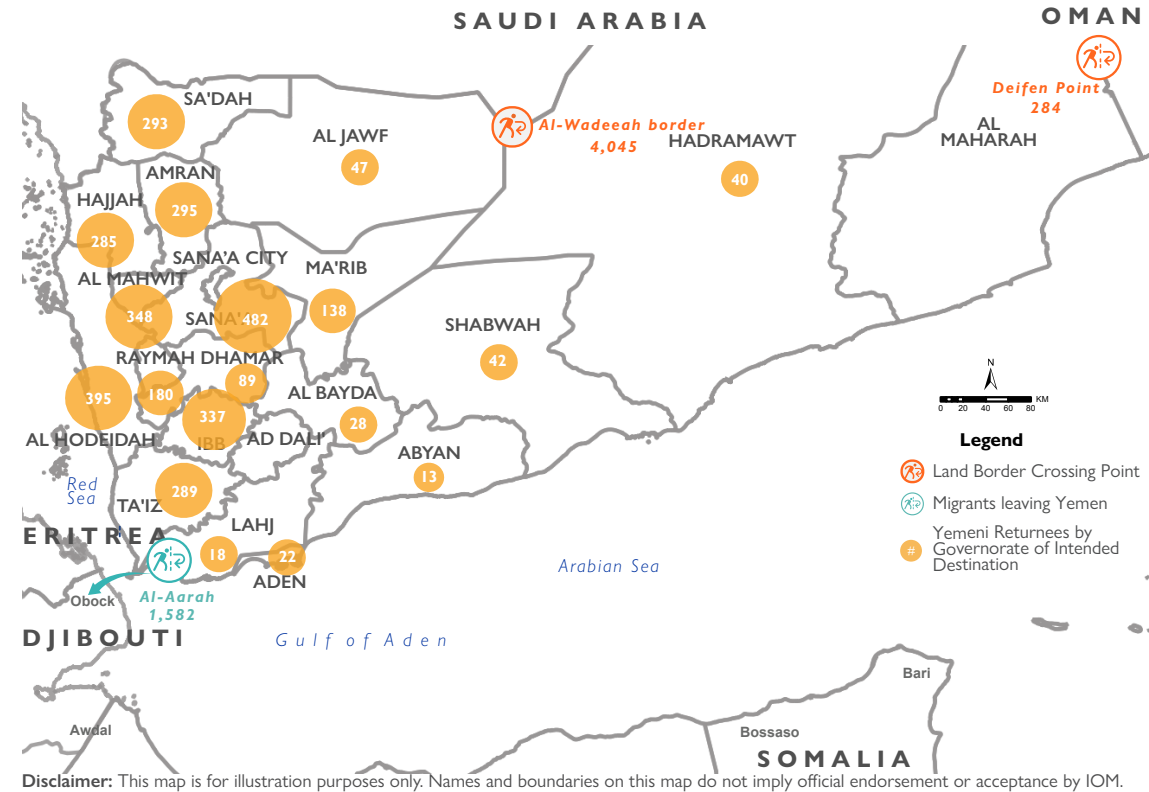 SAUDI ARABIA
OMAN
Deifen Point
284
SA'DAH
293
AL JAWF
47
Al-Wadeeah border
4,045
HADRAMAWT
40
AL
MAHARAH
AMRAN
295
HAJJAH
285
SANA'A CITY
MA'RIB
138
AL MAHWIT
348
SANA'A
482
SHABWAH
42
RAYMAH
DHAMAR
180
89
395
AL HODEIDAH
337
IBB
AL BAYDA
28
AD DALI'
ABYAN
13
Red
Sea
TA'IZ
289
LAHJ
18
22
ADEN
ERITREA
Obock
Al-Aarah
1,582
DJIBOUTI
Gulf of Aden
Arabian Sea
N
0 20 40 60 80 KM
Legend
Land Border Crossing Point
Migrants leaving Yemen
#
Yemeni Returnees by
Governorate of Intended
Destination
Awdal
Bari
Bossaso
SOMALIA
Disclaimer: This map is for illustration purposes only. Names and boundaries on this map do not imply official endorsement or acceptance by IOM.